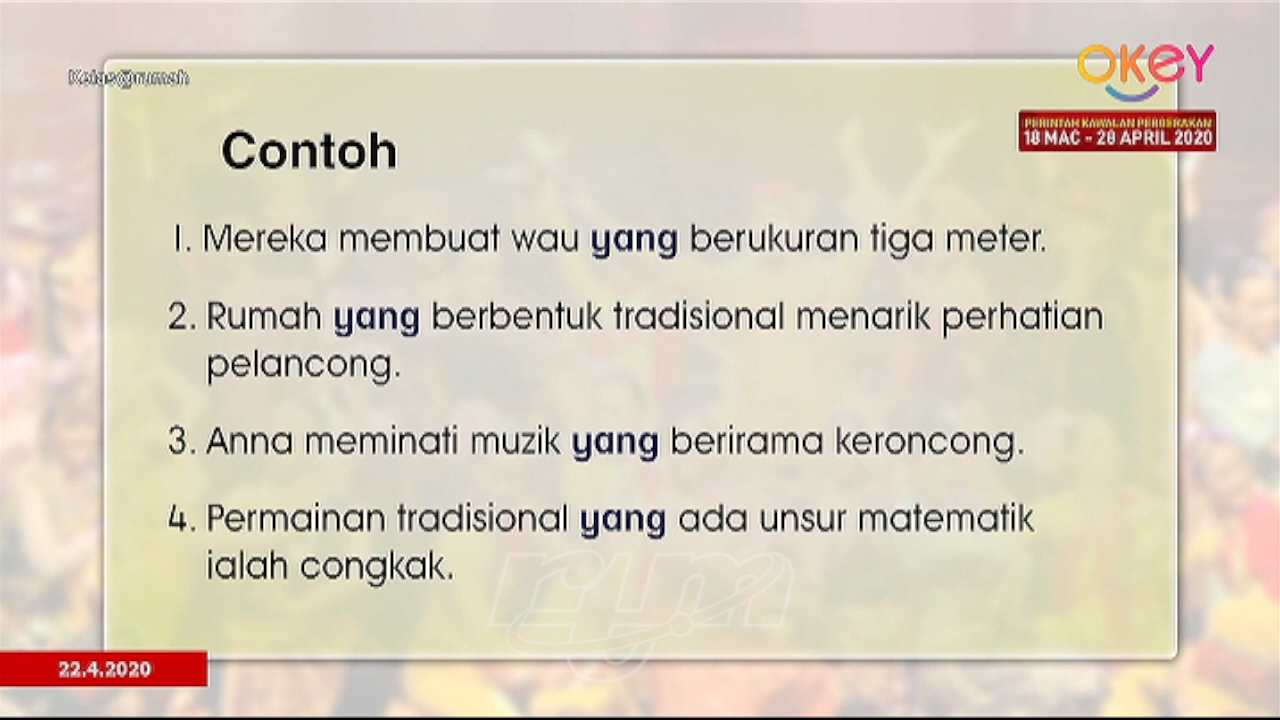 Kelas@rumah
OKEY
PERINTAH KAWALAN PERGERAKAN
18 MAC - 28 APRIL 2020
Contoh
1. Mereka membuat wau yang berukuran tiga meter.
2. Rumah yang berbentuk tradisional menarik perhatian
pelancong.
3. Anna meminati muzik yang berirama keroncong.
4. Permainan tradisional yang ada unsur matematik
ialah congkak.
rtm
22.4.2020